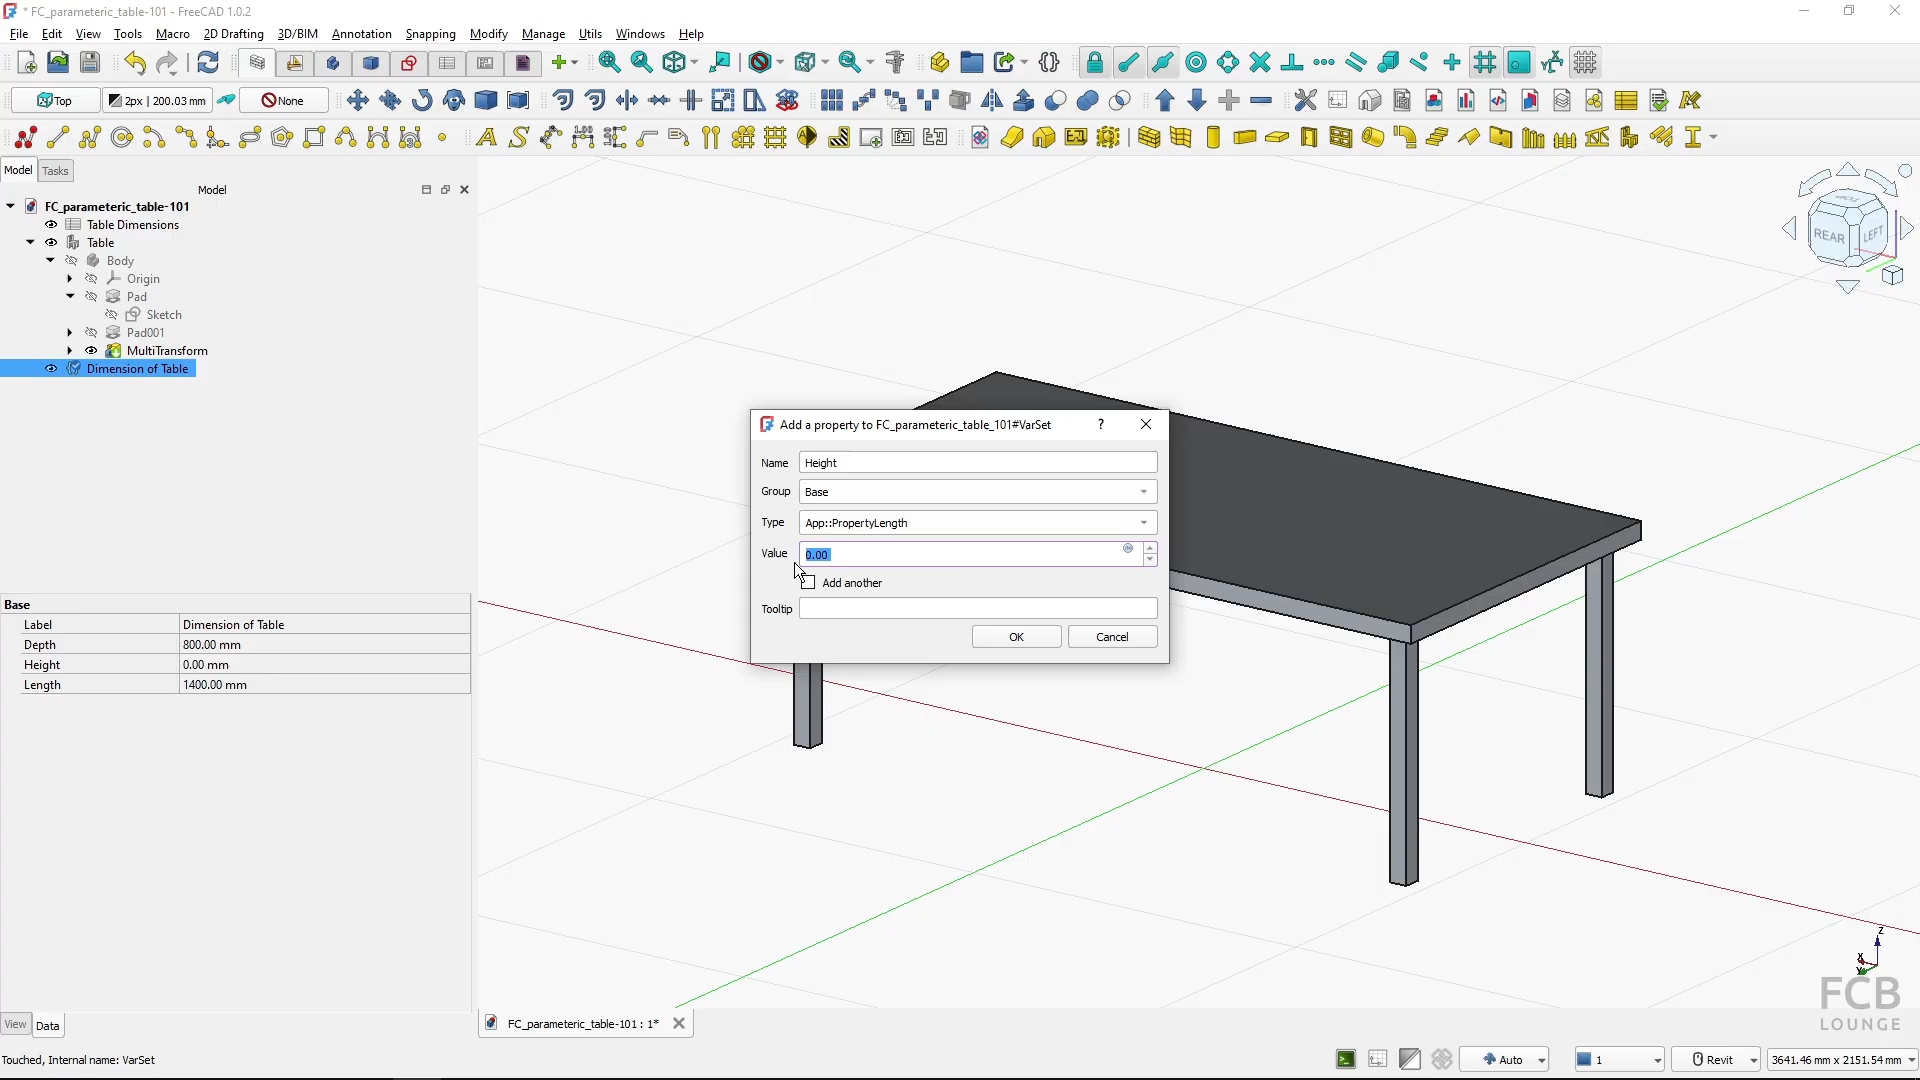 * FC_parameteric_table-101 - FreeCAD 1.0.2
File Edit View Tools Macro 2D Drafting 3D/BIM Annotation Snapping Modify Manage Utils Windows Help
Top 2px | 200.03 mm None
Model Tasks
Model
FC_parameteric_table-101
Table Dimensions
Table
Body
Origin
Pad
Sketch
Pad001
MultiTransform
Dimension of Table
TOP
REAR LEFT
Add a property to FC_parameteric_table_101#VarSet ?
Name Height
Group Base
Type App::PropertyLength
Value 0.00
Add another
Tooltip
OK Cancel
Base
Label Dimension of Table
Depth 800.00 mm
Height 0.00 mm
Length 1400.00 mm
Z
X
Y
FCB
LOUNGE
View Data
FC_parameteric_table-101 : 1*
Touched, Internal name: VarSet
Auto 1 Revit 3641.46 mm x 2151.54 mm